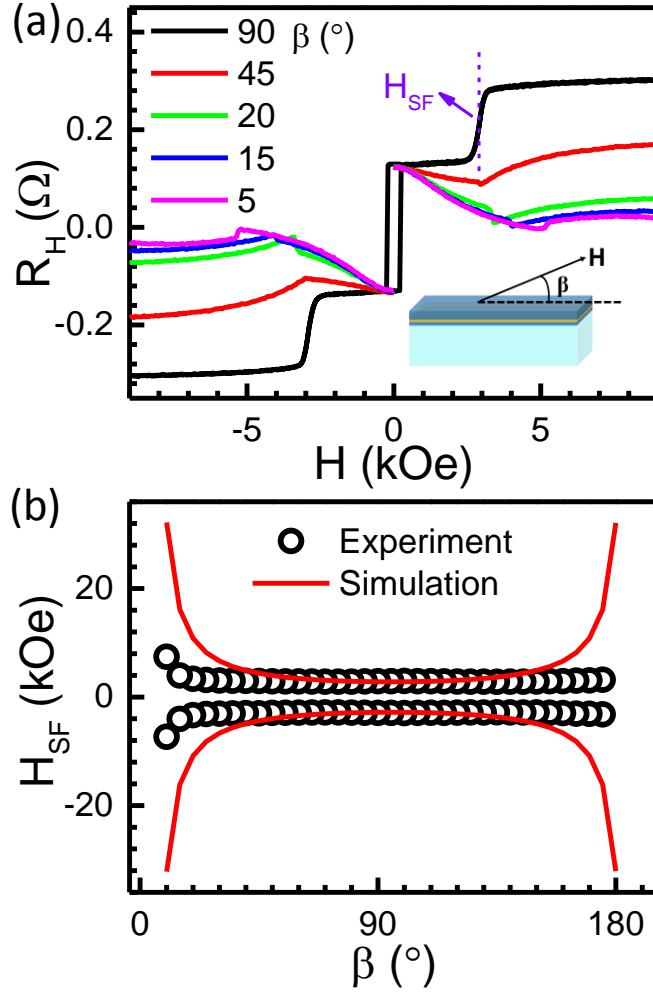 (a)
0.4
0.2
0.0
-0.2
R_H (Ω)
90 β (°)
45
20
15
5
H_SF
H
β
-5
0
5
H (kOe)
(b)
Experiment
Simulation
20
0
-20
H_SF (kOe)
0
90
180
β (°)